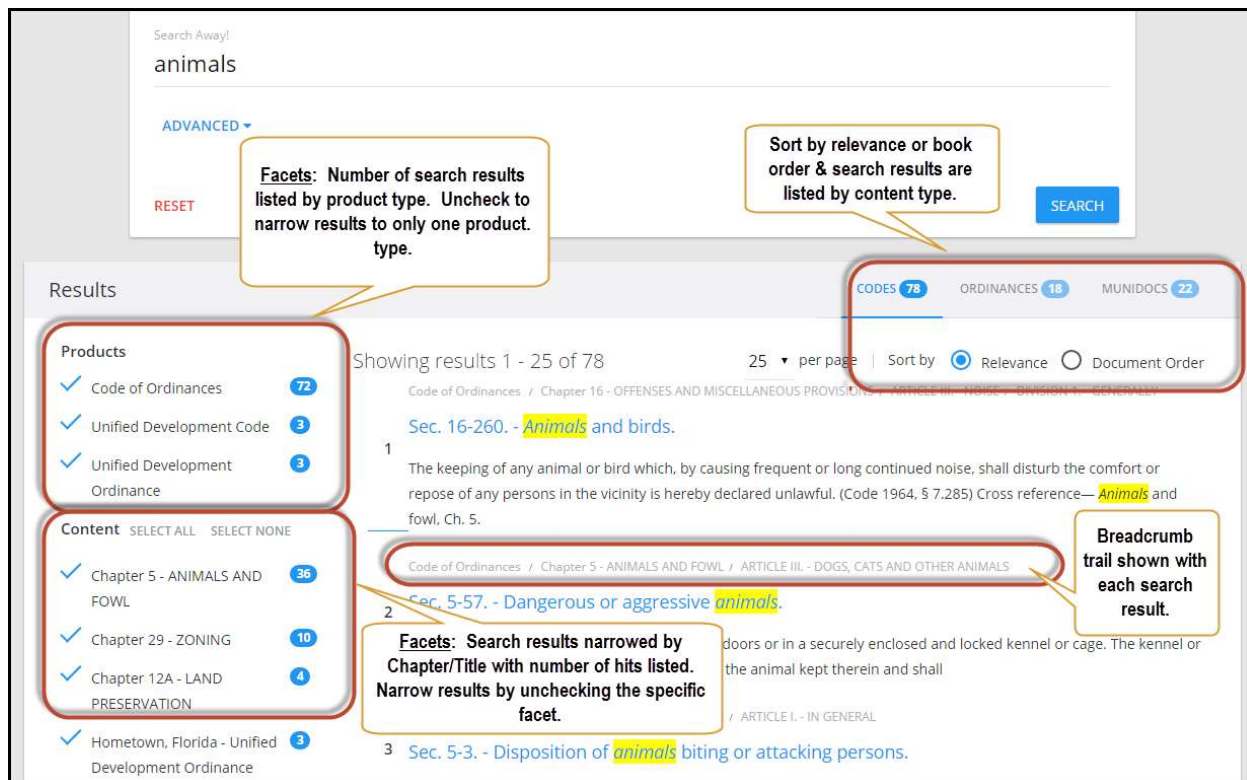 Search Away!
animals
ADVANCED
Facets: Number of search results
listed by product type. Uncheck to
narrow results to only one product.
type.
Sort by relevance or book
order & search results are
listed by content type.
RESET
SEARCH
Results
CODES 78 ORDINANCES 18 MUNIDOCS 22
Products
Code of Ordinances 72
Unified Development Code 3
Unified Development 3
Ordinance
Content SELECT ALL SELECT NONE
Chapter 5 - ANIMALS AND 36
FOWL
Chapter 29 - ZONING 10
Chapter 12A - LAND 4
PRESERVATION
Hometown, Florida - Unified 3
Development Ordinance
Showing results 1 - 25 of 78
25 per page | Sort by Relevance Document Order
Code of Ordinances / Chapter 16 - OFFENSES AND MISCELLANEOUS PROVISIONS / ARTICLE III. - NOISE / DIVISION 1. - GENERALLY
1
Sec. 16-260. - Animals and birds.
The keeping of any animal or bird which, by causing frequent or long continued noise, shall disturb the comfort or
repose of any persons in the vicinity is hereby declared unlawful. (Code 1964, § 7.285) Cross reference— Animals and
fowl, Ch. 5.
Breadcrumb
trail shown with
each search
result.
Code of Ordinances / Chapter 5 - ANIMALS AND FOWL / ARTICLE III. - DOGS, CATS AND OTHER ANIMALS
2
Sec. 5-57. - Dangerous or aggressive animals.
doors or in a securely enclosed and locked kennel or cage. The kennel or
the animal kept therein and shall
Facets: Search results narrowed by
Chapter/Title with number of hits listed.
Narrow results by unchecking the specific
facet.
/ ARTICLE I. - IN GENERAL
3 Sec. 5-3. - Disposition of animals biting or attacking persons.